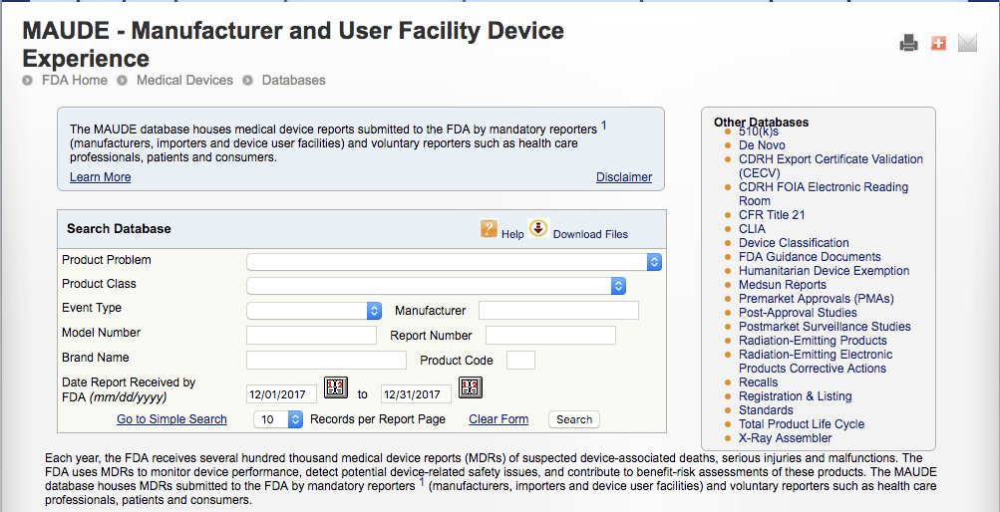 MAUDE - Manufacturer and User Facility Device
Experience
FDA Home Medical Devices Databases
The MAUDE database houses medical device reports submitted to the FDA by mandatory reporters 1
(manufacturers, importers and device user facilities) and voluntary reporters such as health care
professionals, patients and consumers.
Learn More Disclaimer
Search Database Help Download Files
Product Problem
Product Class
Event Type Manufacturer
Model Number Report Number
Brand Name Product Code
Date Report Received by
FDA (mm/dd/yyyy) 12/01/2017 to 12/31/2017
Go to Simple Search 10 Records per Report Page Clear Form Search
Other Databases
510(k)s
De Novo
CDRH Export Certificate Validation
(CECV)
CDRH FOIA Electronic Reading
Room
CFR Title 21
CLIA
Device Classification
FDA Guidance Documents
Humanitarian Device Exemption
Medsun Reports
Premarket Approvals (PMAs)
Post-Approval Studies
Postmarket Surveillance Studies
Radiation-Emitting Products
Radiation-Emitting Electronic
Products Corrective Actions
Recalls
Registration & Listing
Standards
Total Product Life Cycle
X-Ray Assembler
Each year, the FDA receives several hundred thousand medical device reports (MDRs) of suspected device-associated deaths, serious injuries and malfunctions. The
FDA uses MDRs to monitor device performance, detect potential device-related safety issues, and contribute to benefit-risk assessments of these products. The MAUDE
database houses MDRs submitted to the FDA by mandatory reporters 1 (manufacturers, importers and device user facilities) and voluntary reporters such as health care
professionals, patients and consumers.